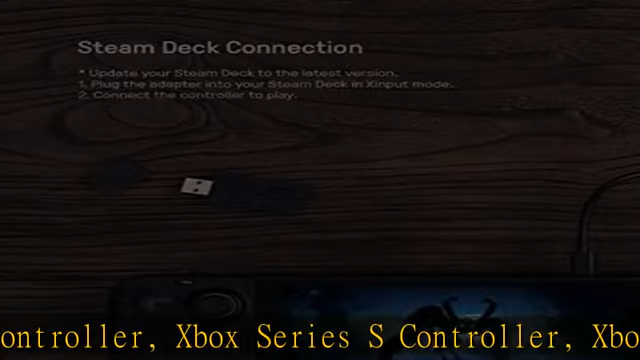 Steam Deck Connection
* Update your Steam Deck to the latest version.
1. Plug the adapter into your Steam Deck in Xinput mode.
2. Connect the controller to play.
ontroller, Xbox Series S Controller, Xbo